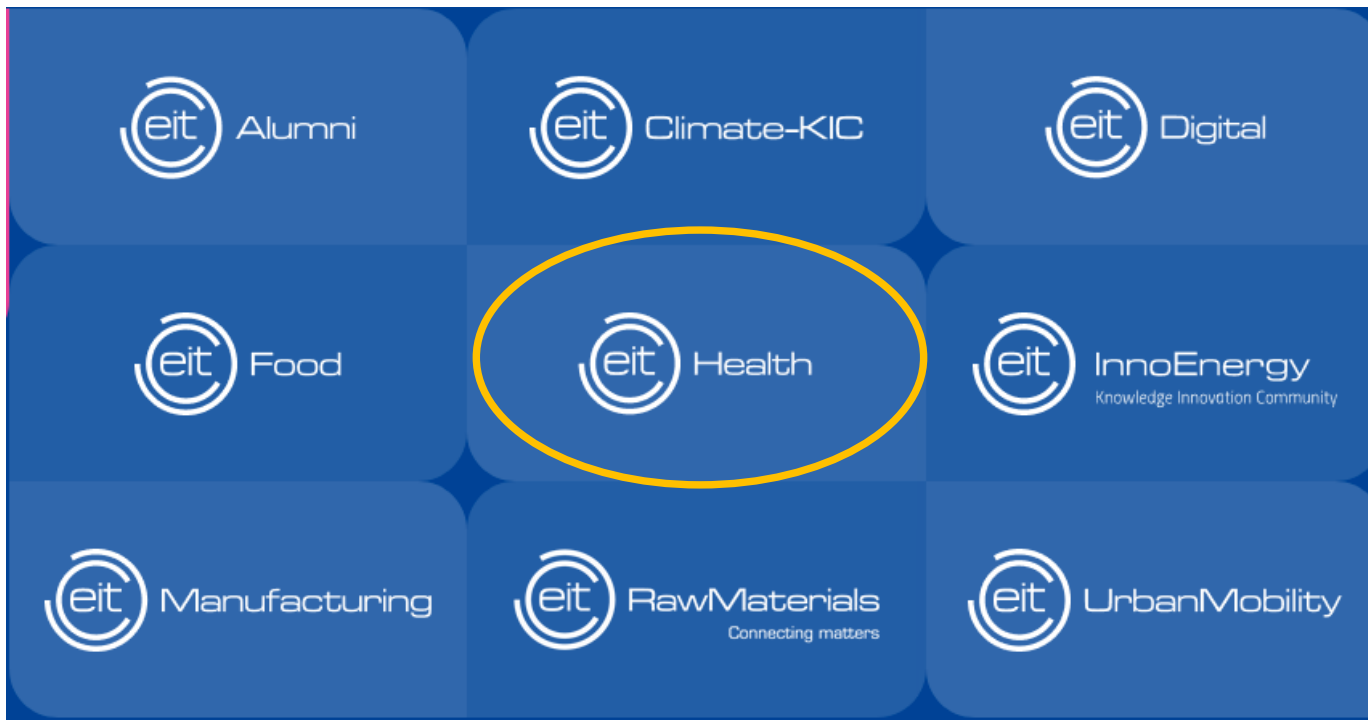 eit Alumni
eit Climate-KIC
eit Digital
eit Food
eit Health
eit InnoEnergy
Knowledge Innovation Community
eit Manufacturing
eit RawMaterials
Connecting matters
eit UrbanMobility